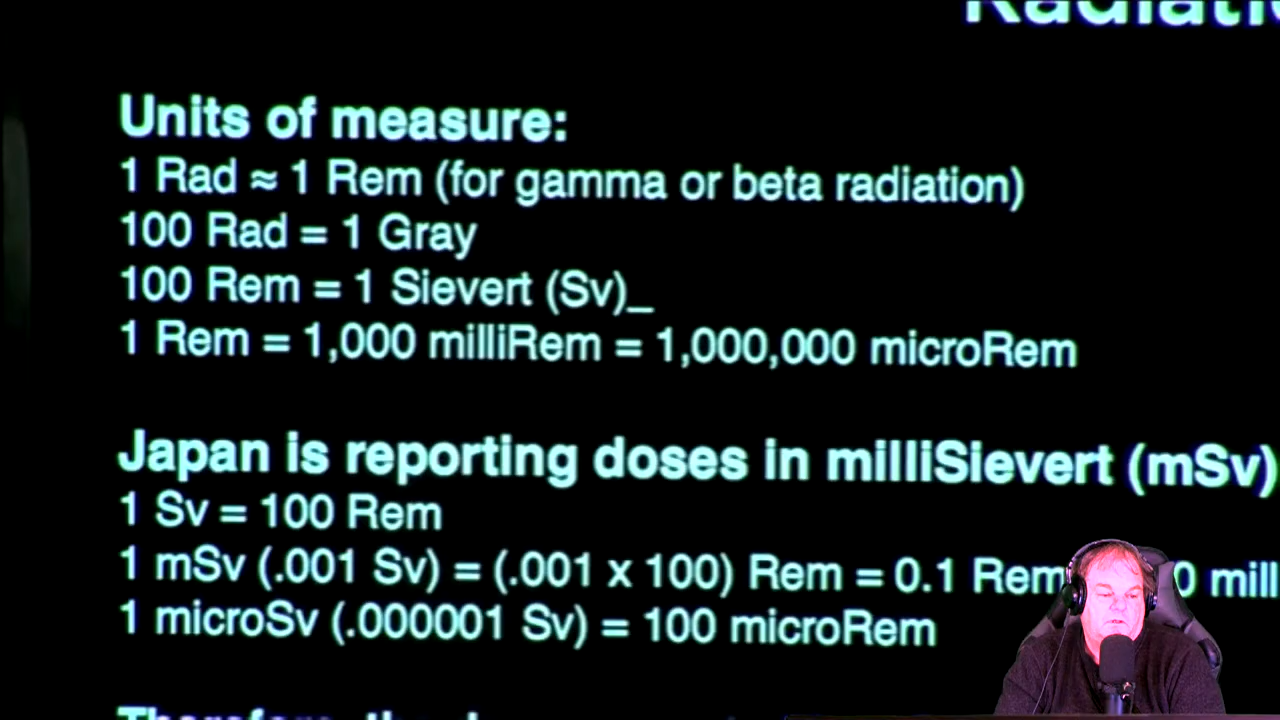 Units of measure:
1 Rad ≈ 1 Rem (for gamma or beta radiation)
100 Rad = 1 Gray
100 Rem = 1 Sievert (Sv)_
1 Rem = 1,000 milliRem = 1,000,000 microRem
Japan is reporting doses in milliSievert (mSv)
1 Sv = 100 Rem
1 mSv (.001 Sv) = (.001 x 100) Rem = 0.1 Rem
1 microSv (.000001 Sv) = 100 microRem